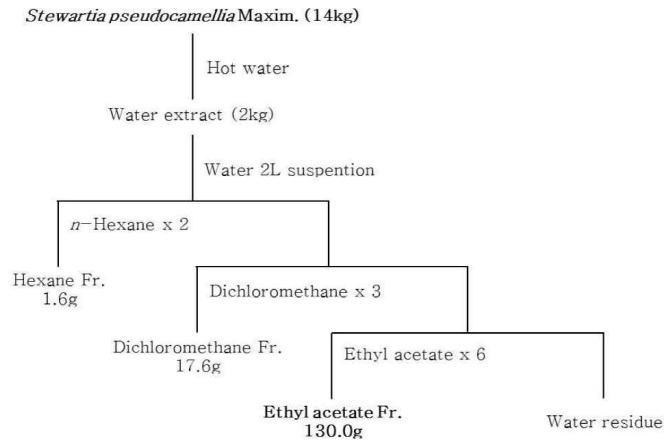 Stewartia pseudocamellia Maxim. (14kg)
Hot water
Water extract (2kg)
Water 2L suspention
n-Hexane x 2
Hexane Fr.
1.6g
Dichloromethane x 3
Dichloromethane Fr.
17.6g
Ethyl acetate x 6
Ethyl acetate Fr.
130.0g
Water residue